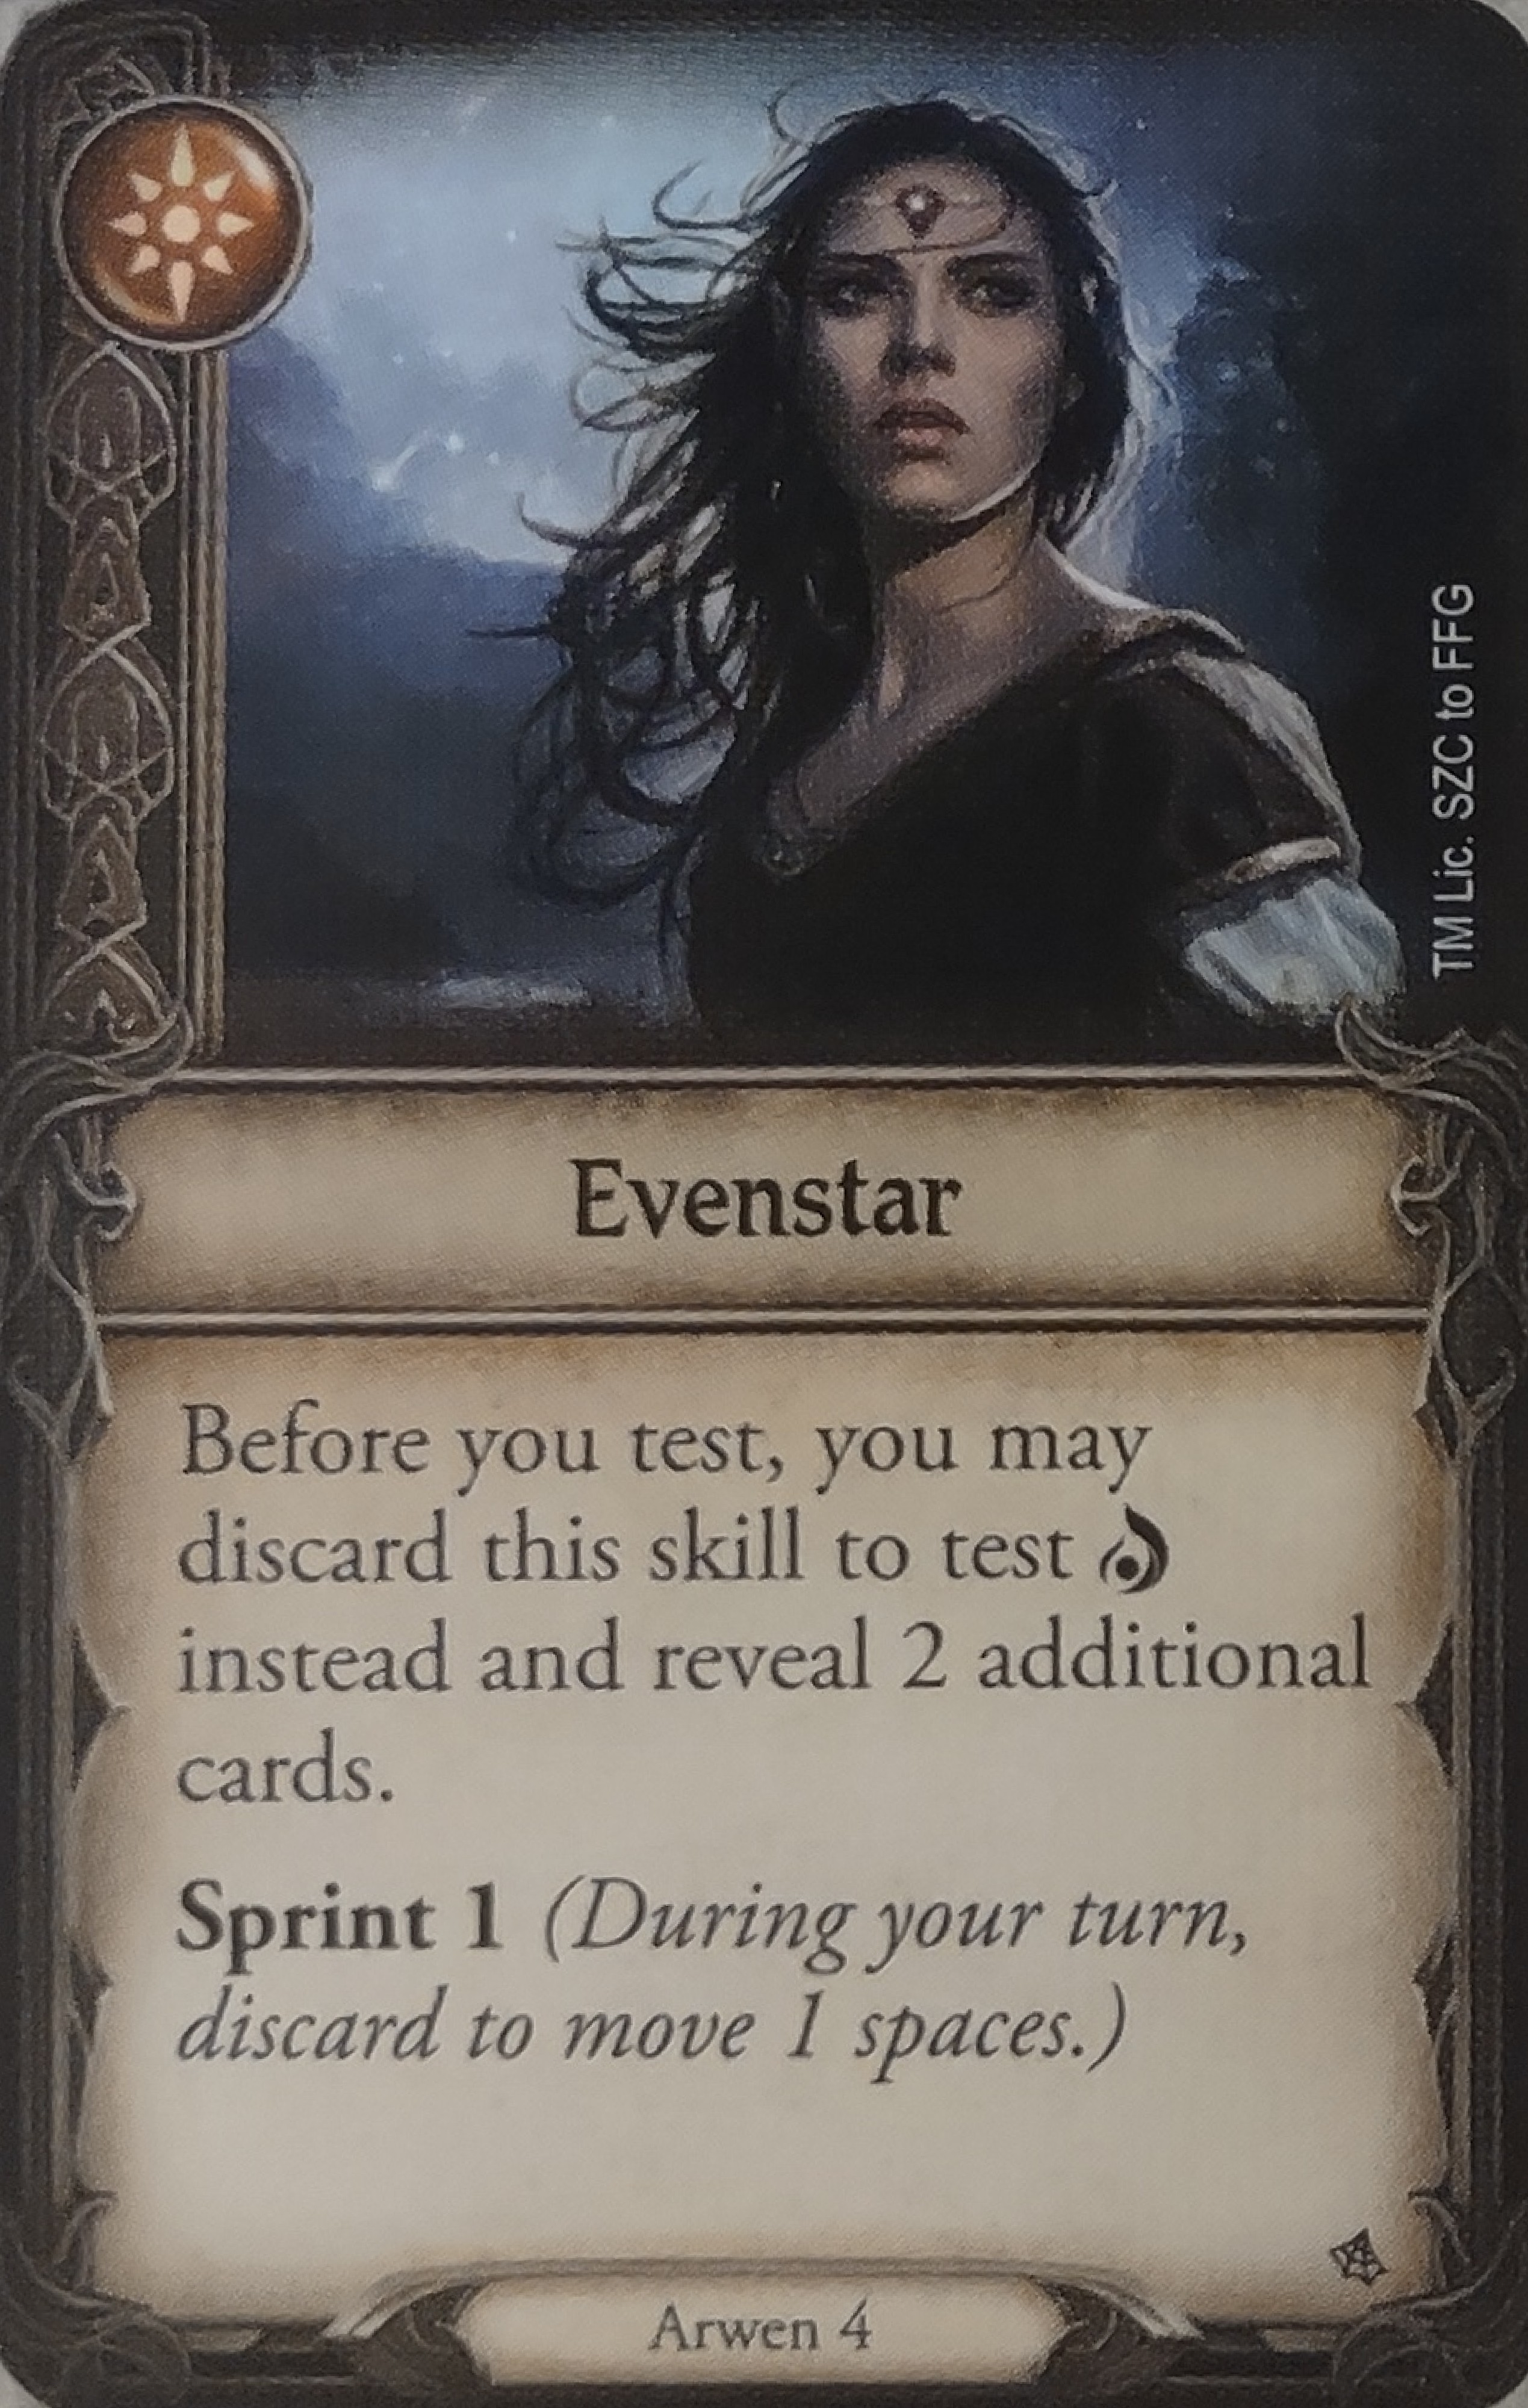 TM Lic. SZC to FFG
Evenstar
Before you test, you may
discard this skill to test
instead and reveal 2 additional
cards.
Sprint 1 (During your turn,
discard to move 1 spaces.)
Arwen 4